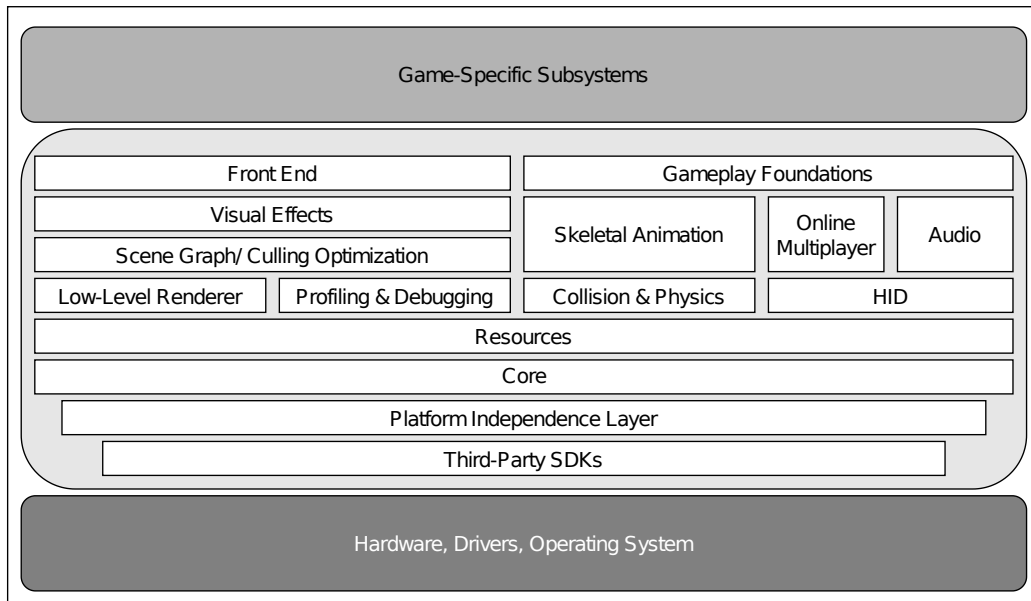 Game-Specific Subsystems
Front End
Gameplay Foundations
Visual Effects
Skeletal Animation
Online
Multiplayer
Audio
Scene Graph/ Culling Optimization
Low-Level Renderer
Profiling & Debugging
Collision & Physics
HID
Resources
Core
Platform Independence Layer
Third-Party SDKs
Hardware, Drivers, Operating System